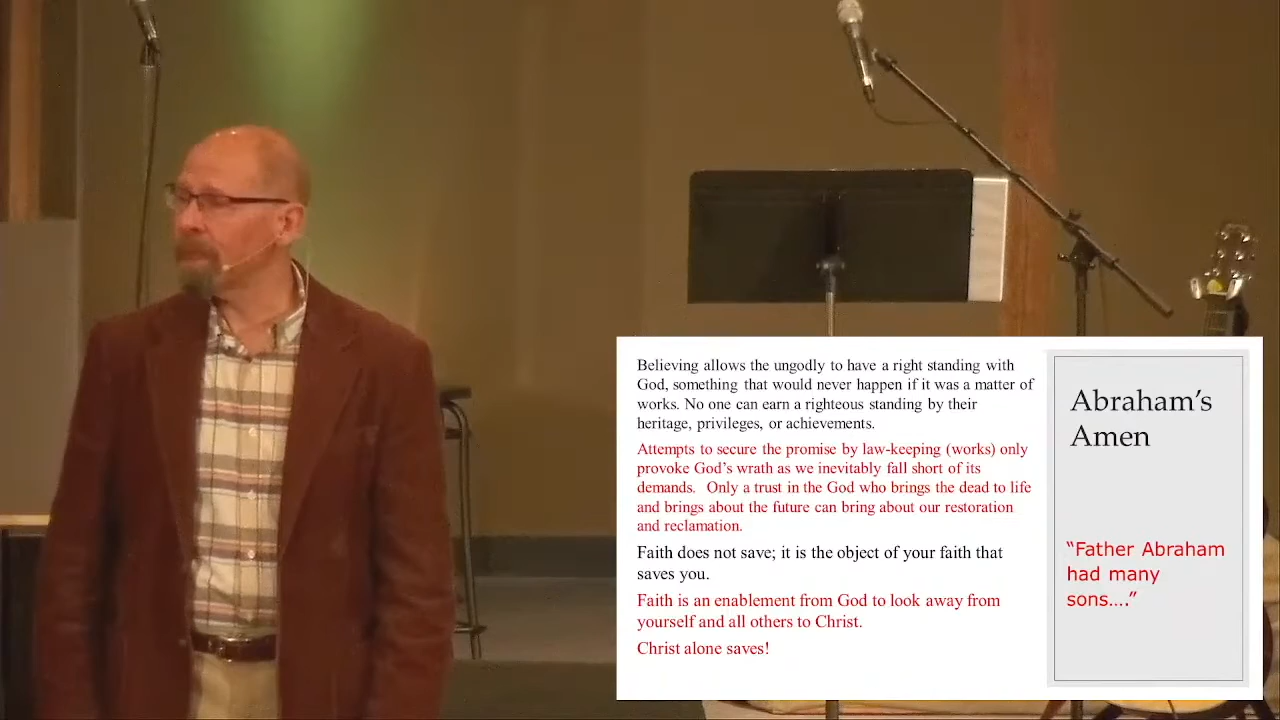 Believing allows the ungodly to have a right standing with
God, something that would never happen if it was a matter of
works. No one can earn a righteous standing by their
heritage, privileges, or achievements.
Attempts to secure the promise by law-keeping (works) only
provoke God’s wrath as we inevitably fall short of its
demands.  Only a trust in the God who brings the dead to life
and brings about the future can bring about our restoration
and reclamation.
Faith does not save; it is the object of your faith that
saves you.
Faith is an enablement from God to look away from
yourself and all others to Christ.
Christ alone saves!
Abraham’s
Amen
“Father Abraham
had many
sons….”